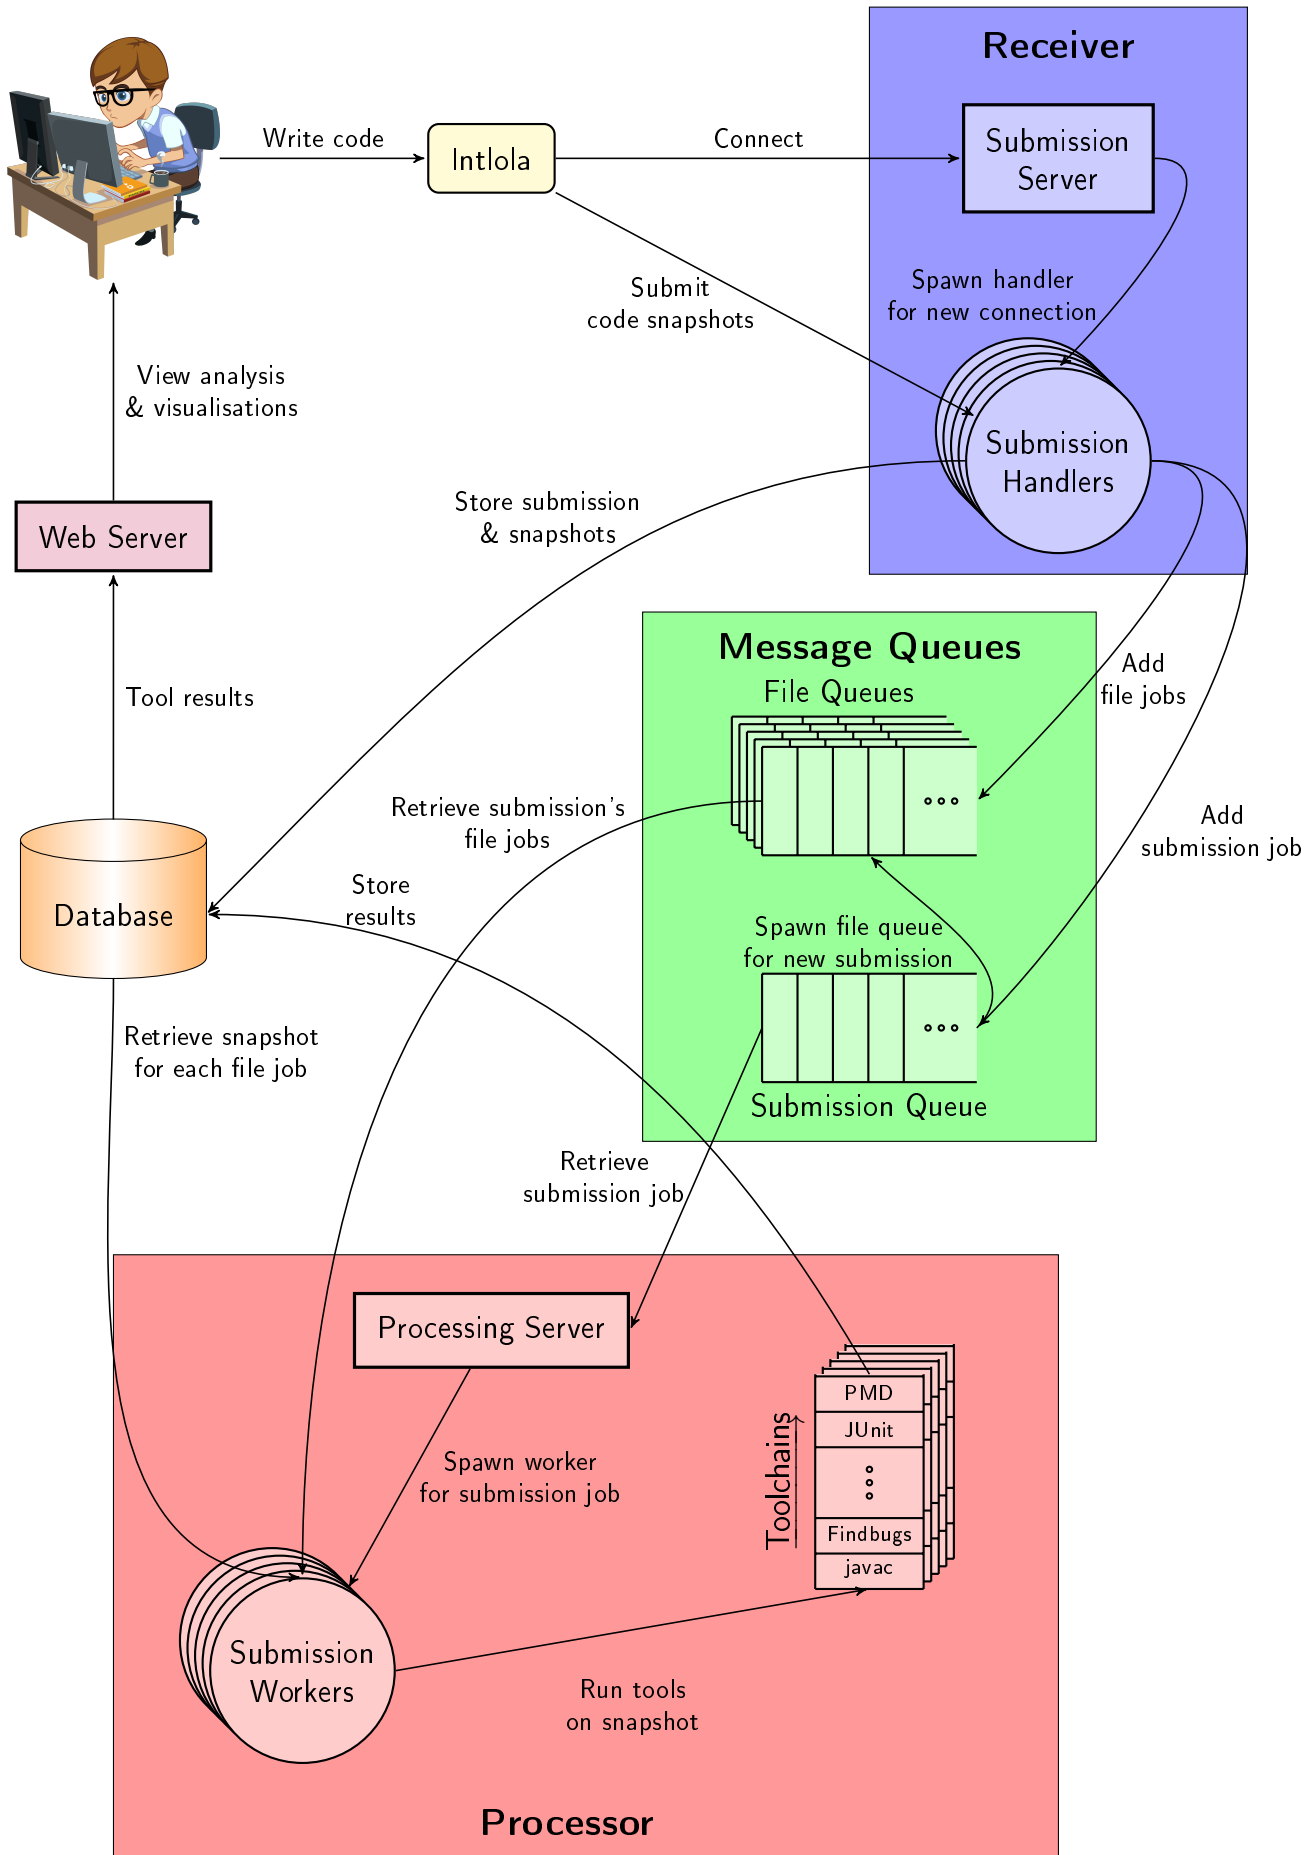 Receiver
Write code
Intlola
Connect
Submission
Server
Submit
code snapshots
Spawn handler
for new connection
View analysis
& visualisations
Submission
Handlers
Store submission
& snapshots
Web Server
Message Queues
File Queues
Add
file jobs
Tool results
Retrieve submission's
file jobs
Add
submission job
Store
results
Database
Spawn file queue
for new submission
Retrieve snapshot
for each file job
Submission Queue
Retrieve
submission job
Processing Server
PMD
JUnit
Toolchains
Findbugs
javac
Spawn worker
for submission job
Submission
Workers
Run tools
on snapshot
Processor